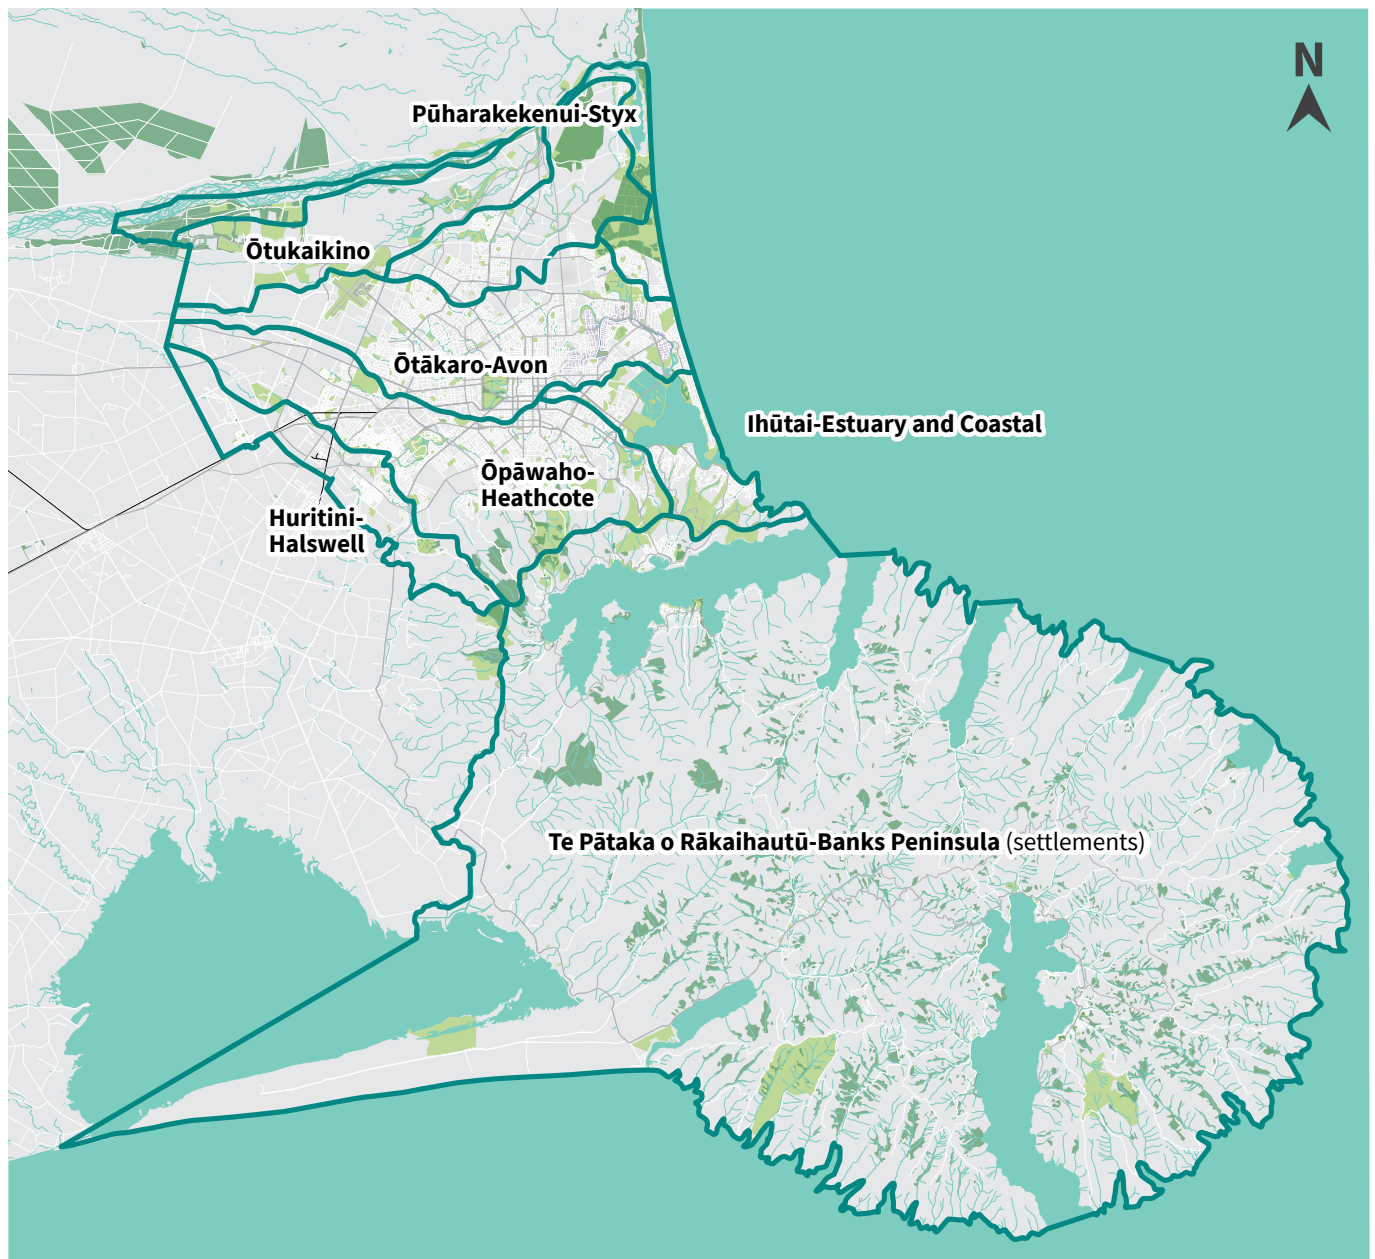 N
Pūharakekenui-Styx
Ōtukaikino
Ōtākaro-Avon
Ihūtai-Estuary and Coastal
Ōpāwaho-
Heathcote
Huritini-
Halswell
Te Pātaka o Rākaihautū-Banks Peninsula (settlements)